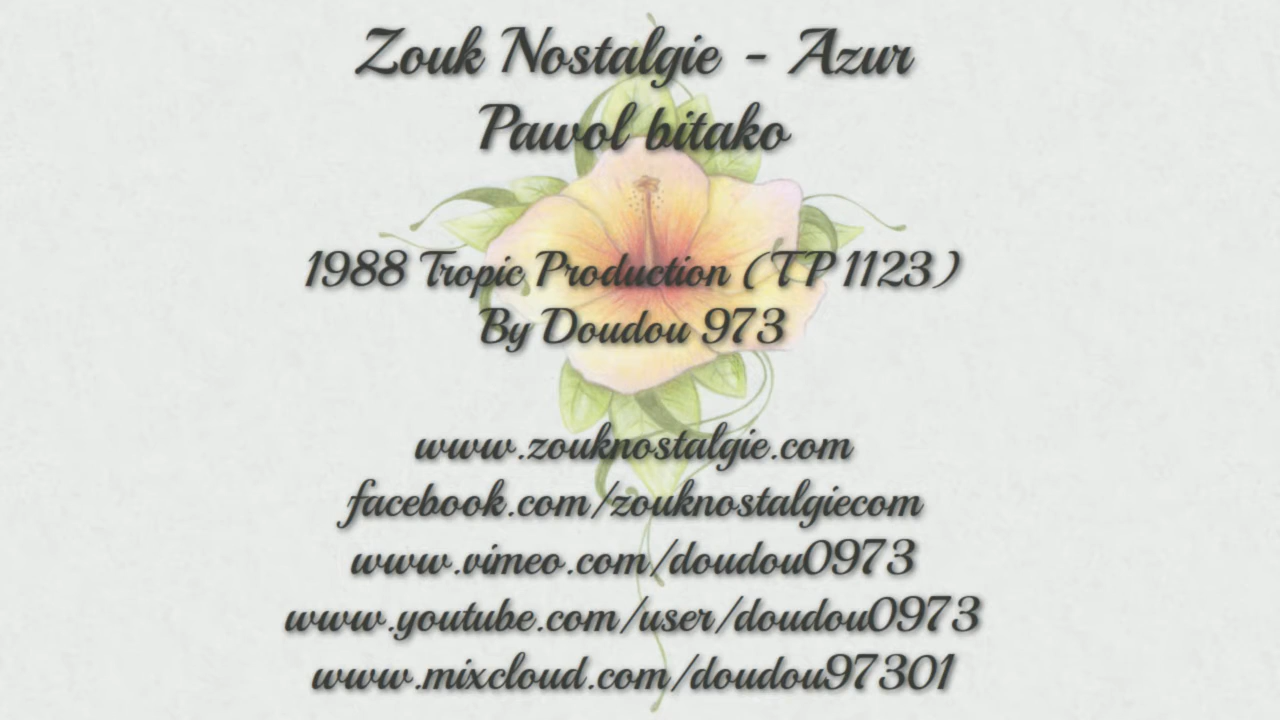 Zouk Nostalgie - Azur
Pawol bitako
1988 Tropic Production (TP 1123)
By Doudou 973
www.zouknostalgie.com
facebook.com/zouknostalgiecom
www.vimeo.com/doudou0973
www.youtube.com/user/doudou0973
www.mixcloud.com/doudou97301